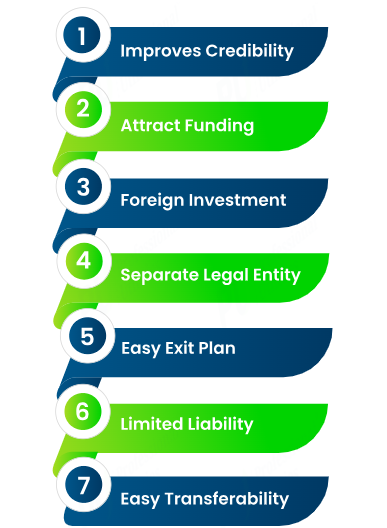 1
Improves Credibility
2
Attract Funding
3
Foreign Investment
4
Separate Legal Entity
5
Easy Exit Plan
6
Limited Liability
7
Easy Transferability